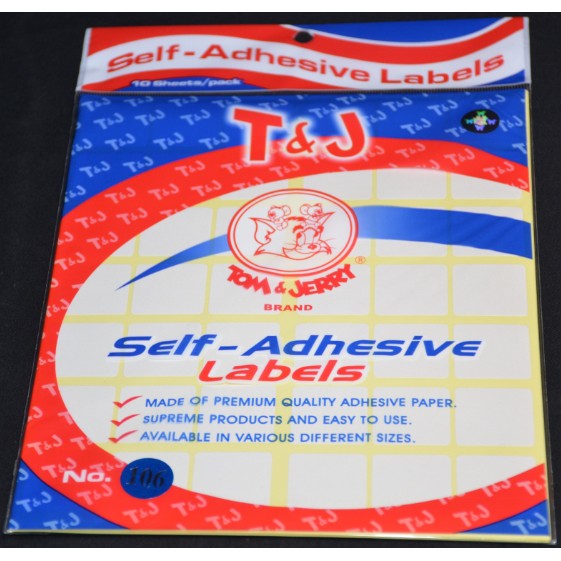 Self-Adhesive Labels
10 Sheets/pack
T&J
TOM & JERRY ®
BRAND
Self-Adhesive
Labels
MADE OF PREMIUM QUALITY ADHESIVE PAPER.
SUPREME PRODUCTS AND EASY TO USE.
AVAILABLE IN VARIOUS DIFFERENT SIZES.
No. 106